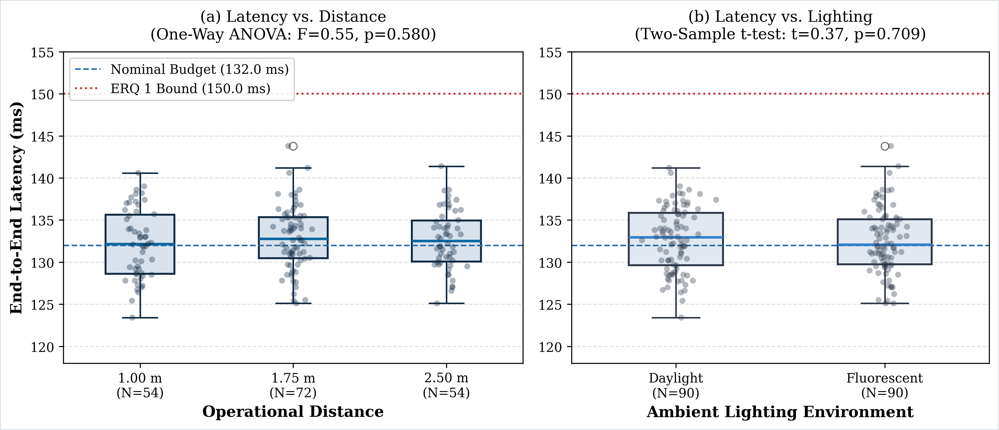 (a) Latency vs. Distance
(One-Way ANOVA: F=0.55, p=0.580)
155
150
145
140
135
130
125
120
Nominal Budget (132.0 ms)
ERQ 1 Bound (150.0 ms)
End-to-End Latency (ms)
1.00 m
(N=54)
1.75 m
(N=72)
2.50 m
(N=54)
Operational Distance
(b) Latency vs. Lighting
(Two-Sample t-test: t=0.37, p=0.709)
155
150
145
140
135
130
125
120
Daylight
(N=90)
Fluorescent
(N=90)
Ambient Lighting Environment